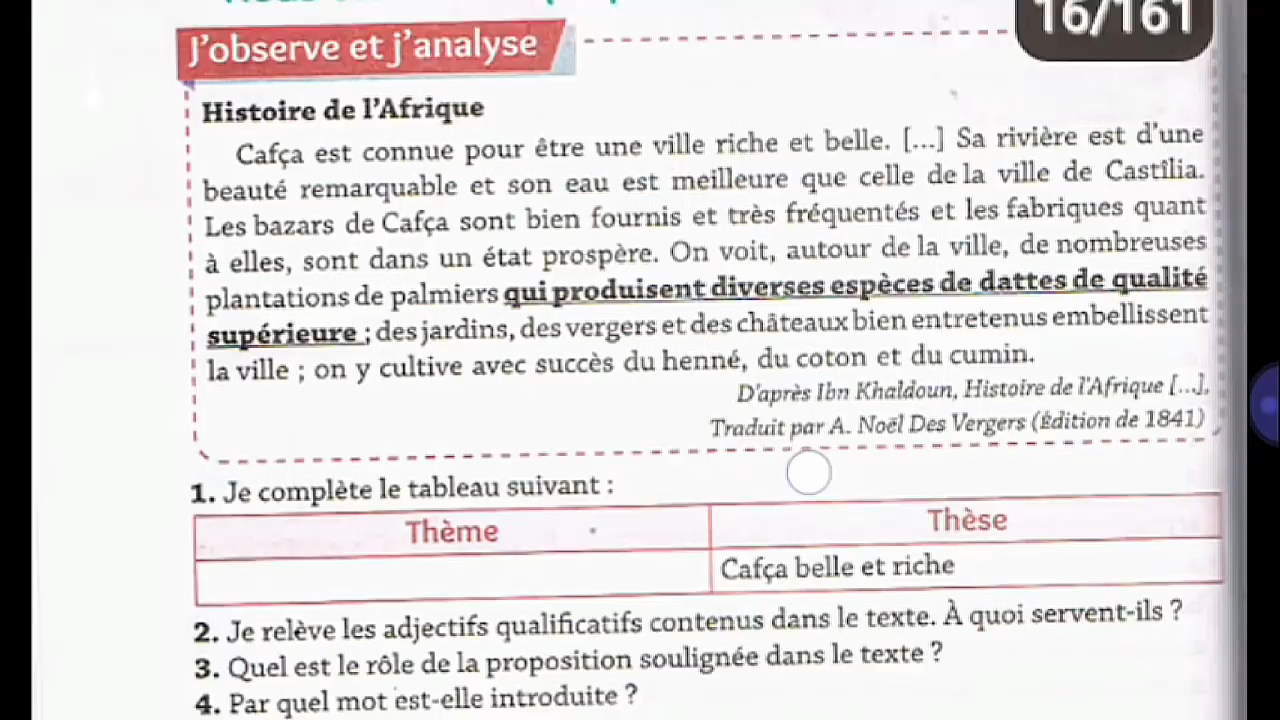 16/161
J'observe et j'analyse
Histoire de l'Afrique
Cafça est connue pour être une ville riche et belle. [...] Sa rivière est d'une
beauté remarquable et son eau est meilleure que celle de la ville de Castilia.
Les bazars de Cafça sont bien fournis et très fréquentés et les fabriques quant
à elles, sont dans un état prospère. On voit, autour de la ville, de nombreuses
plantations de palmiers qui produisent diverses espèces de dattes de qualité
supérieure ; des jardins, des vergers et des châteaux bien entretenus embellissent
la ville ; on y cultive avec succès du henné, du coton et du cumin.
D'après Ibn Khaldoun, Histoire de l'Afrique [...],
Traduit par A. Noël Des Vergers (Édition de 1841)
1. Je complète le tableau suivant :
Thème Thèse
Cafça belle et riche
2. Je relève les adjectifs qualificatifs contenus dans le texte. À quoi servent-ils ?
3. Quel est le rôle de la proposition soulignée dans le texte ?
4. Par quel mot est-elle introduite ?